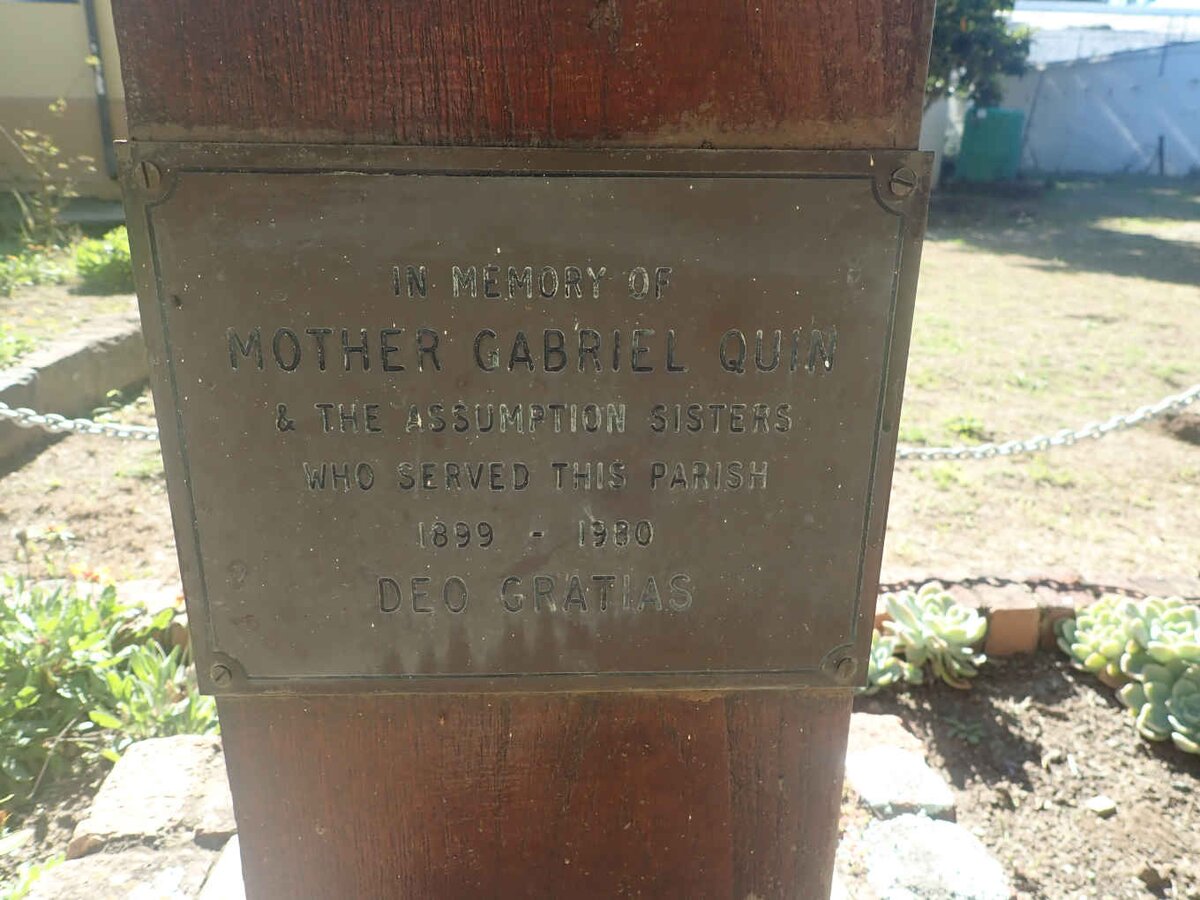 IN MEMORY OF
MOTHER GABRIEL QUIN
& THE ASSUMPTION SISTERS
WHO SERVED THIS PARISH
1899 - 1980
DEO GRATIAS